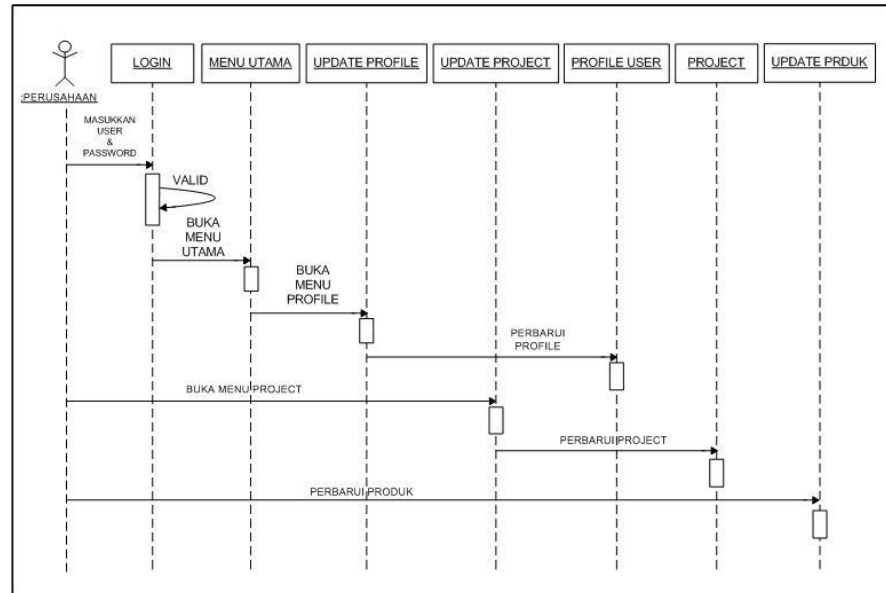 LOGIN
MENU UTAMA
UPDATE PROFILE
UPDATE PROJECT
PROFILE USER
PROJECT
UPDATE PRDUK
:PERUSAHAAN
MASUKKAN
USER
&
PASSWORD
VALID
BUKA
MENU
UTAMA
BUKA
MENU
PROFILE
PERBARUI
PROFILE
BUKA MENU PROJECT
PERBARUI PROJECT
PERBARUI PRODUK